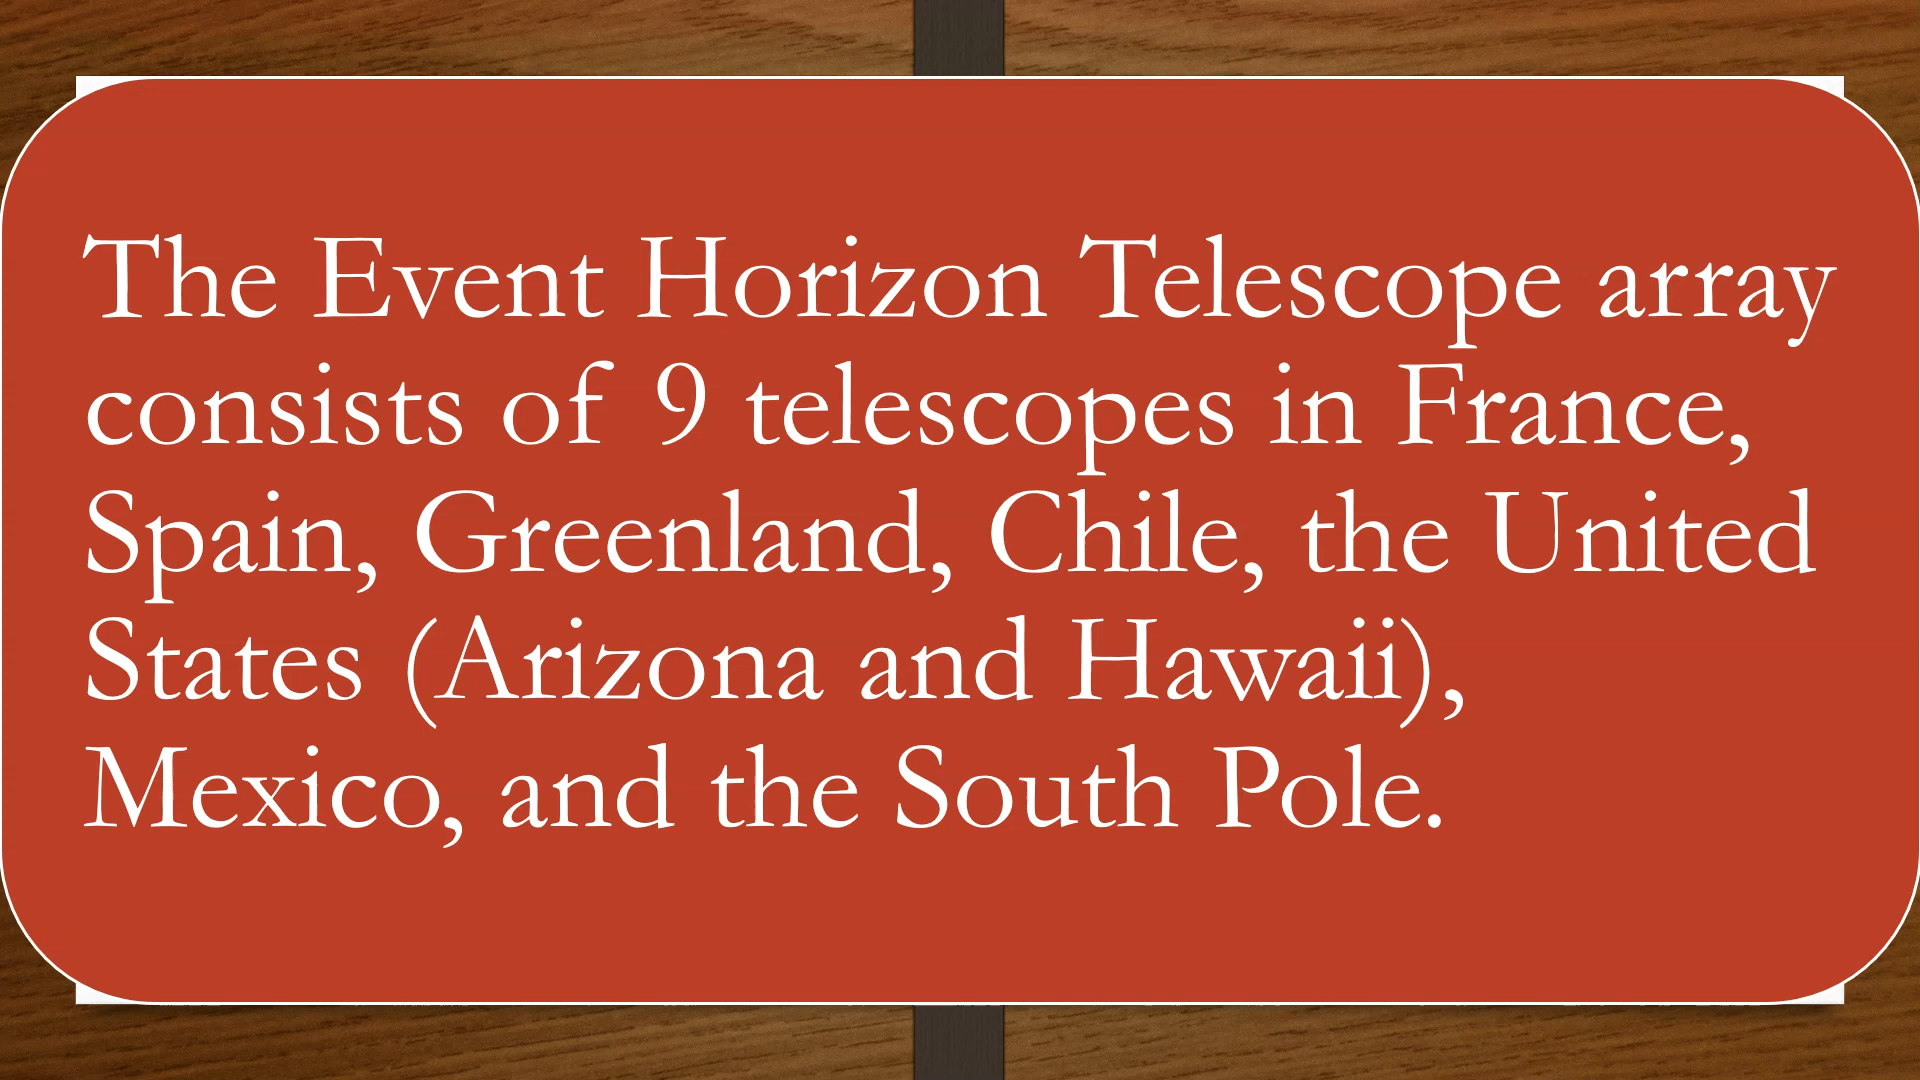 The Event Horizon Telescope array
consists of 9 telescopes in France,
Spain, Greenland, Chile, the United
States (Arizona and Hawaii),
Mexico, and the South Pole.